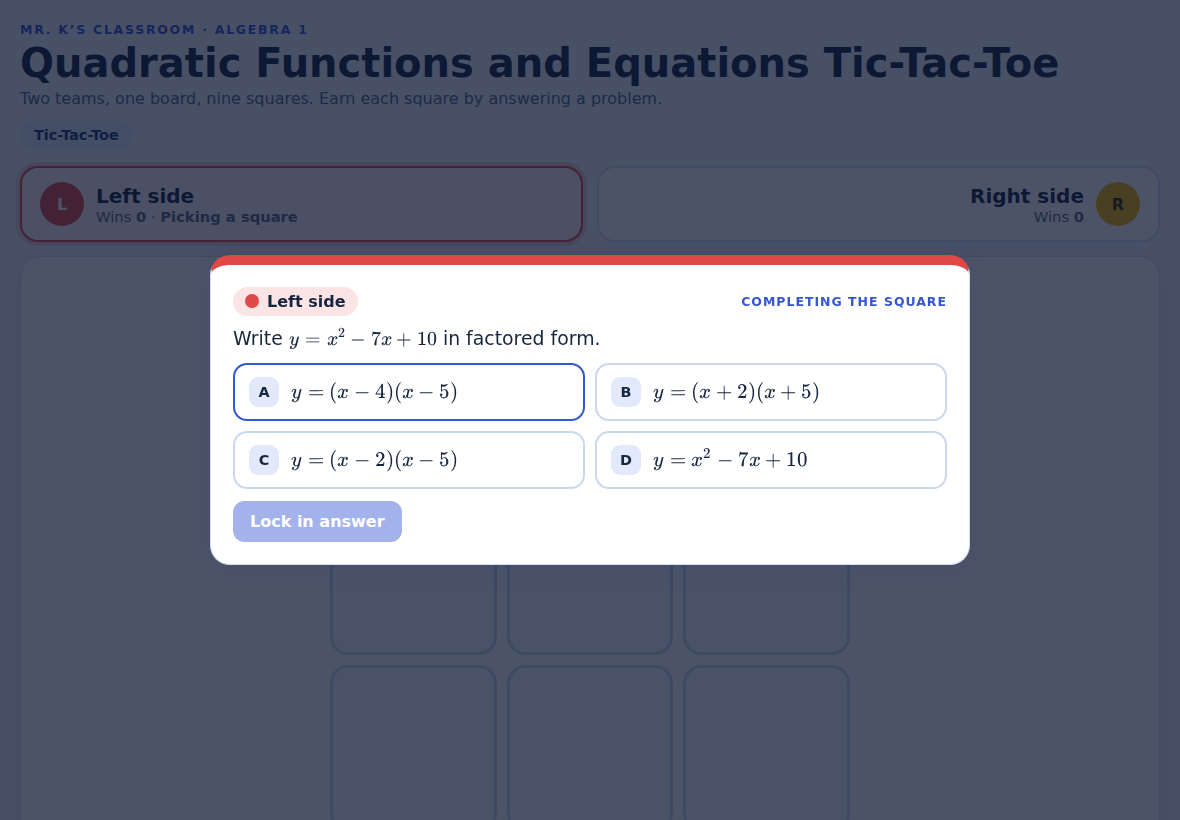 MR. K’S CLASSROOM · ALGEBRA 1
Quadratic Functions and Equations Tic-Tac-Toe
Two teams, one board, nine squares. Earn each square by answering a problem.
Tic-Tac-Toe
L
Left side
Wins 0 · Picking a square
Right side
Wins 0
R
Left side
COMPLETING THE SQUARE
Write y = x² − 7x + 10 in factored form.
A y = (x − 4)(x − 5)
B y = (x + 2)(x + 5)
C y = (x − 2)(x − 5)
D y = x² − 7x + 10
Lock in answer